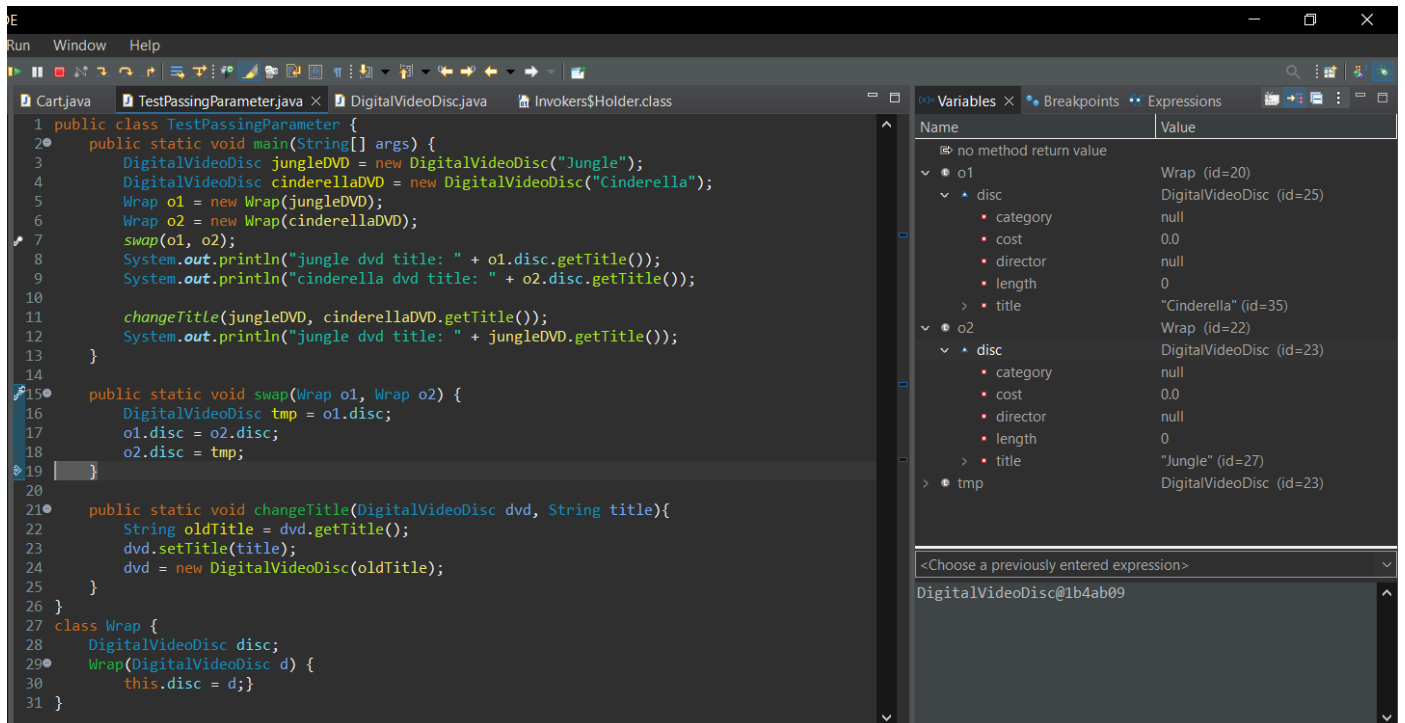 DE
Run Window Help
Cart.java TestPassingParameter.java DigitalVideoDisc.java Invokers$Holder.class
1 public class TestPassingParameter {
2 public static void main(String[] args) {
3 DigitalVideoDisc jungleDVD = new DigitalVideoDisc("Jungle");
4 DigitalVideoDisc cinderellaDVD = new DigitalVideoDisc("Cinderella");
5 Wrap o1 = new Wrap(jungleDVD);
6 Wrap o2 = new Wrap(cinderellaDVD);
7 swap(o1, o2);
8 System.out.println("jungle dvd title: " + o1.disc.getTitle());
9 System.out.println("cinderella dvd title: " + o2.disc.getTitle());
10
11 changeTitle(jungleDVD, cinderellaDVD.getTitle());
12 System.out.println("jungle dvd title: " + jungleDVD.getTitle());
13 }
14
15 public static void swap(Wrap o1, Wrap o2) {
16 DigitalVideoDisc tmp = o1.disc;
17 o1.disc = o2.disc;
18 o2.disc = tmp;
19 }
20
21 public static void changeTitle(DigitalVideoDisc dvd, String title){
22 String oldTitle = dvd.getTitle();
23 dvd.setTitle(title);
24 dvd = new DigitalVideoDisc(oldTitle);
25 }
26 }
27 class Wrap {
28 DigitalVideoDisc disc;
29 Wrap(DigitalVideoDisc d) {
30 this.disc = d;}
31 }
(x)= Variables Breakpoints Expressions
Name Value
no method return value
o1 Wrap (id=20)
disc DigitalVideoDisc (id=25)
category null
cost 0.0
director null
length 0
title "Cinderella" (id=35)
o2 Wrap (id=22)
disc DigitalVideoDisc (id=23)
category null
cost 0.0
director null
length 0
title "Jungle" (id=27)
tmp DigitalVideoDisc (id=23)
<Choose a previously entered expression>
DigitalVideoDisc@1b4ab09